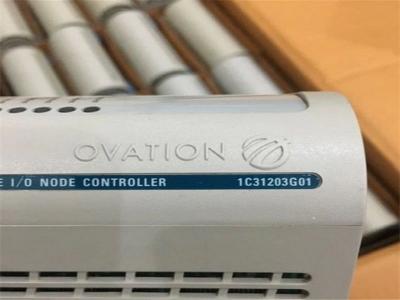 OVATION
E I/O NODE CONTROLLER 1C31203G01